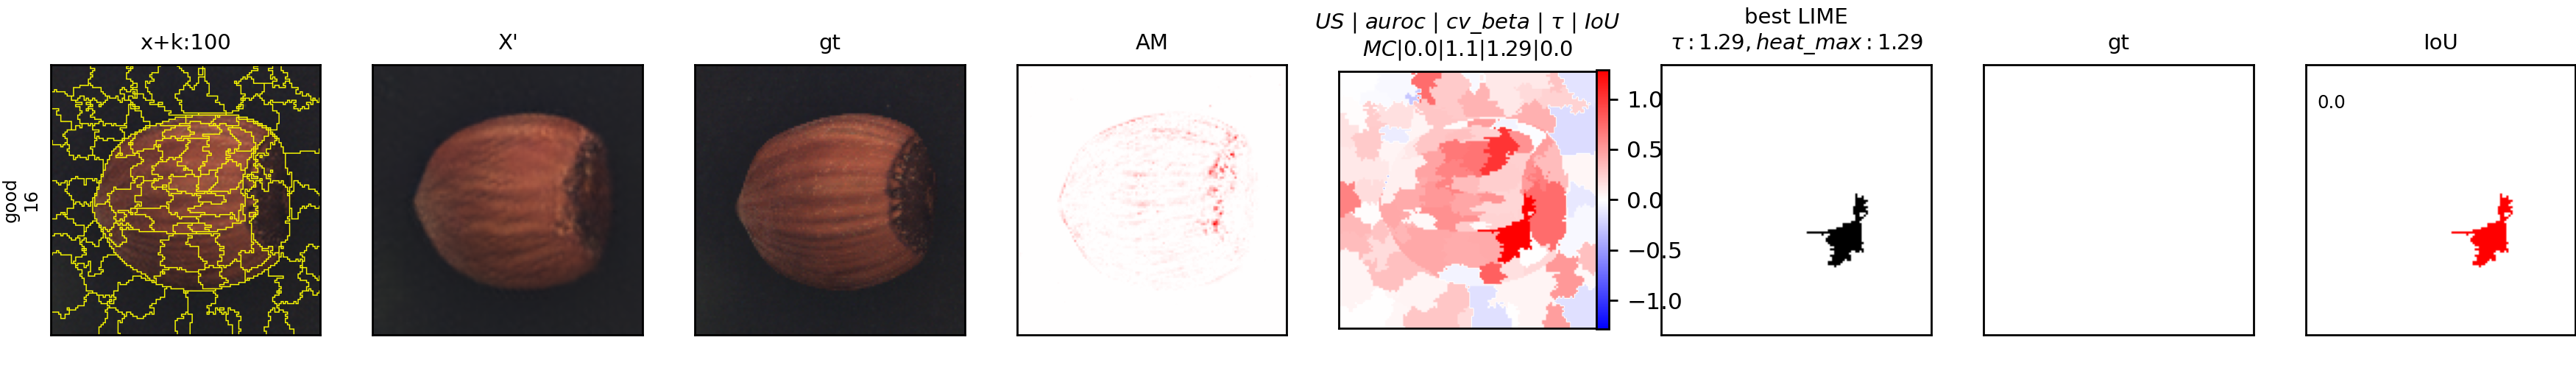 x+k:100
X'
gt
AM
US | auroc | cv_beta | τ | IoU
MC|0.0|1.1|1.29|0.0
best LIME
τ : 1.29, heat_max : 1.29
gt
IoU
good
16
1.0
0.5
0.0
−0.5
−1.0
0.0